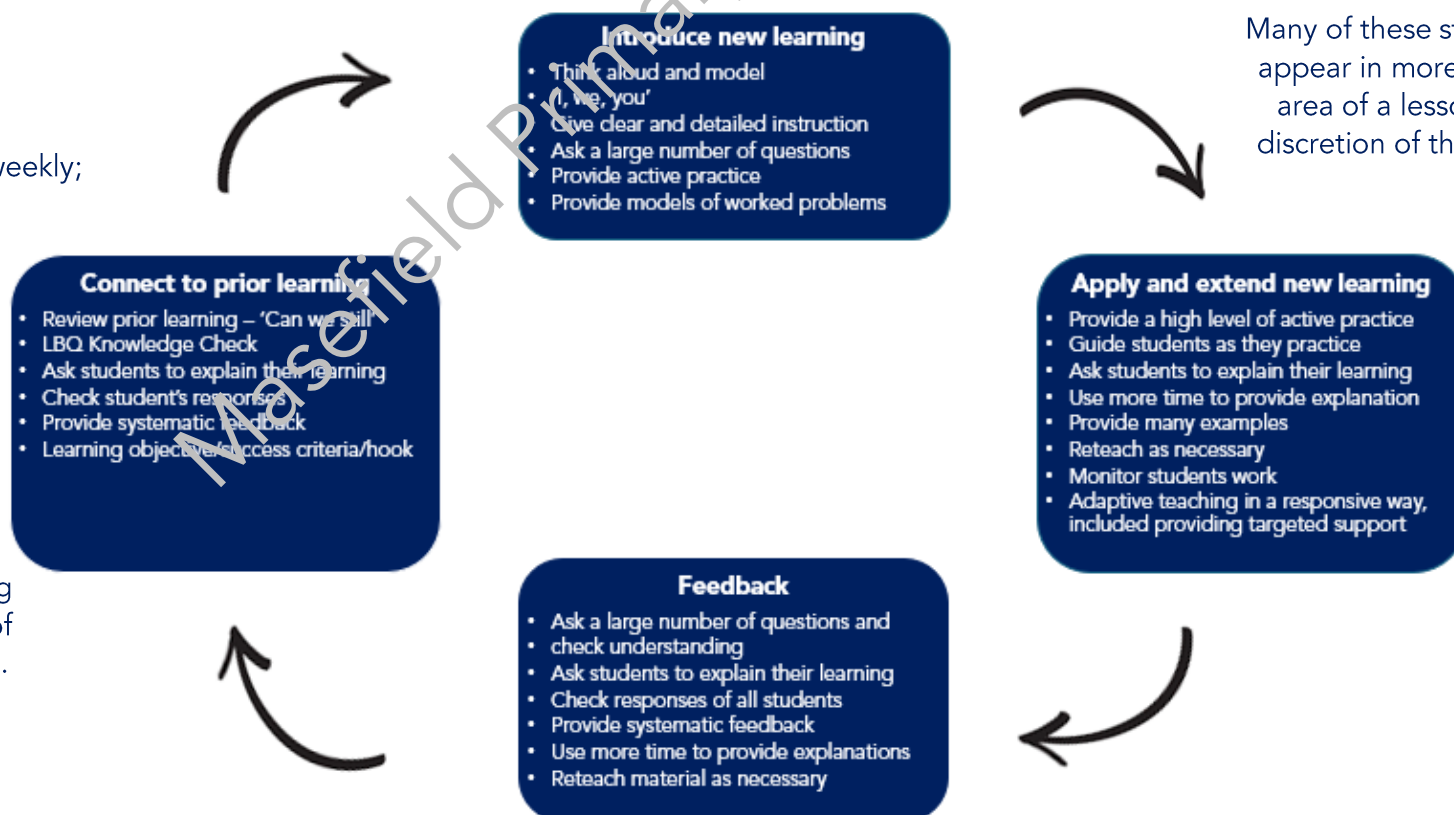 Introduce new learning
• Think aloud and model
• 'I, we, you'
• Give clear and detailed instruction
• Ask a large number of questions
• Provide active practice
• Provide models of worked problems
Many of these
appear in more
area of a
discretion of
weekly;
Connect to prior learning
• Review prior learning – 'Can we still'
• LBQ Knowledge Check
• Ask students to explain their learning
• Check student's responses
• Provide systematic feedback
• Learning objective/success criteria/hook
Apply and extend new learning
• Provide a high level of active practice
• Guide students as they practice
• Ask students to explain their learning
• Use more time to provide explanation
• Provide many examples
• Reteach as necessary
• Monitor students work
• Adaptive teaching in a responsive way,
included providing targeted support
of
Feedback
• Ask a large number of questions and
• check understanding
• Ask students to explain their learning
• Check responses of all students
• Provide systematic feedback
• Use more time to provide explanations
• Reteach material as necessary
Masefield